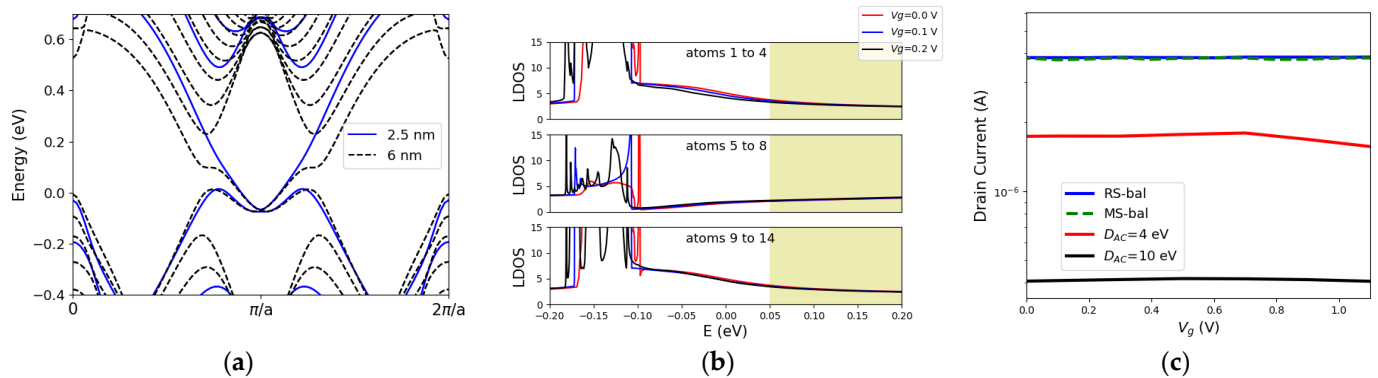 0.6
0.4
0.2
0.0
−0.2
−0.4
Energy (eV)
2.5 nm
6 nm
0
π/a
2π/a
(a)
Vg=0.0 V
Vg=0.1 V
Vg=0.2 V
LDOS
15
10
5
0
atoms 1 to 4
LDOS
15
10
5
0
atoms 5 to 8
LDOS
15
10
5
0
atoms 9 to 14
−0.20
−0.15
−0.10
−0.05
0.00
0.05
0.10
0.15
0.20
E (eV)
(b)
Drain Current (A)
10⁻⁶
RS-bal
MS-bal
D_AC=4 eV
D_AC=10 eV
0.0
0.2
0.4
0.6
0.8
1.0
V_g (V)
(c)